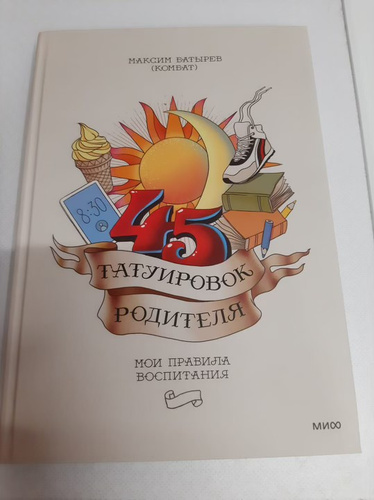 МАКСИМ БАТЫРЕВ
(КОМБАТ)
8:30
45
ТАТУИРОВОК
РОДИТЕЛЯ
МОИ ПРАВИЛА
ВОСПИТАНИЯ
МИФ